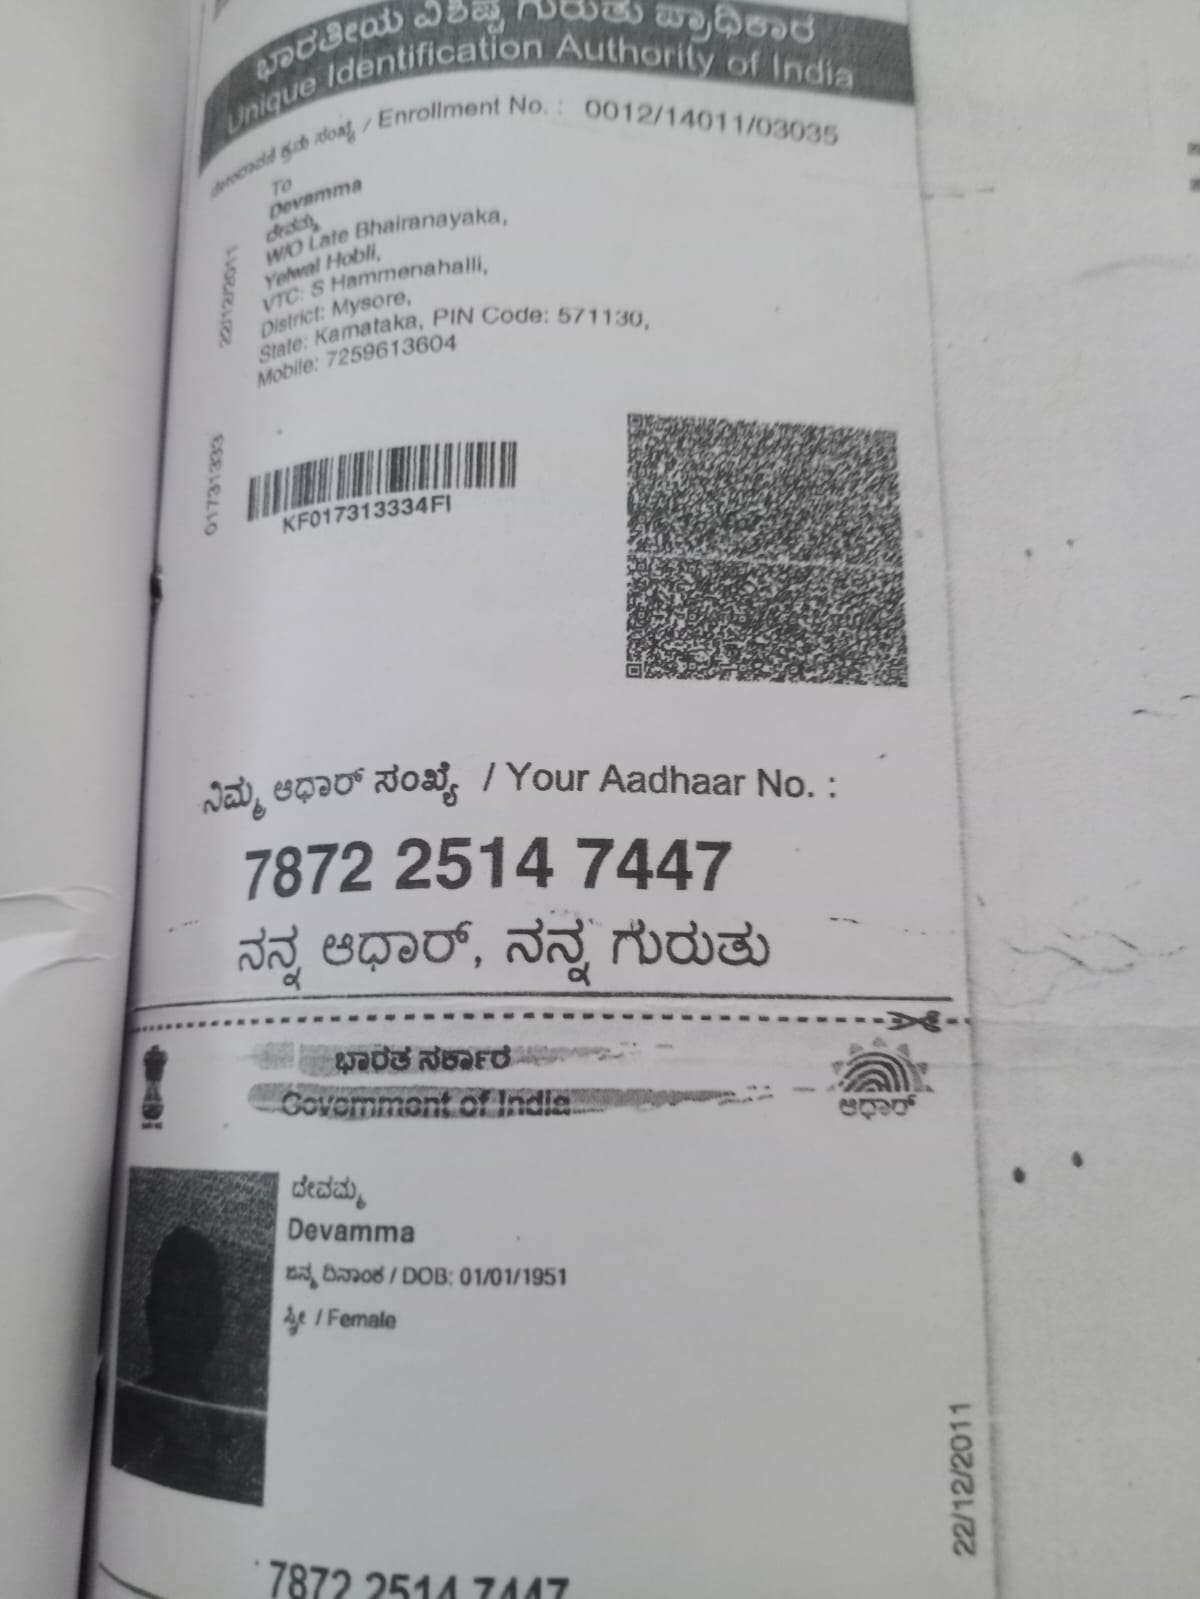 ಭಾರತೀಯ ವಿಶಿಷ್ಟ ಗುರುತು ಪ್ರಾಧಿಕಾರ
Unique Identification Authority of India
ಕ್ರಮ ಸಂಖ್ಯೆ / Enrollment No. : 0012/14011/03035
To
Devamma
ದೇವಮ್ಮ
W/O Late Bhairanayaka,
Yelwal Hobli,
VTC: S Hammenahalli,
District: Mysore,
State: Karnataka, PIN Code: 571130,
Mobile: 7259613604
22/12/2011
01731333
KF017313334FI
ನಿಮ್ಮ ಆಧಾರ್ ಸಂಖ್ಯೆ / Your Aadhaar No. :
7872 2514 7447
ನನ್ನ ಆಧಾರ್, ನನ್ನ ಗುರುತು
ಭಾರತ ಸರ್ಕಾರ
Government of India
ಆಧಾರ್
ದೇವಮ್ಮ
Devamma
ಜನ್ಮ ದಿನಾಂಕ / DOB: 01/01/1951
ಸ್ತ್ರೀ / Female
22/12/2011
7872 2514 7447